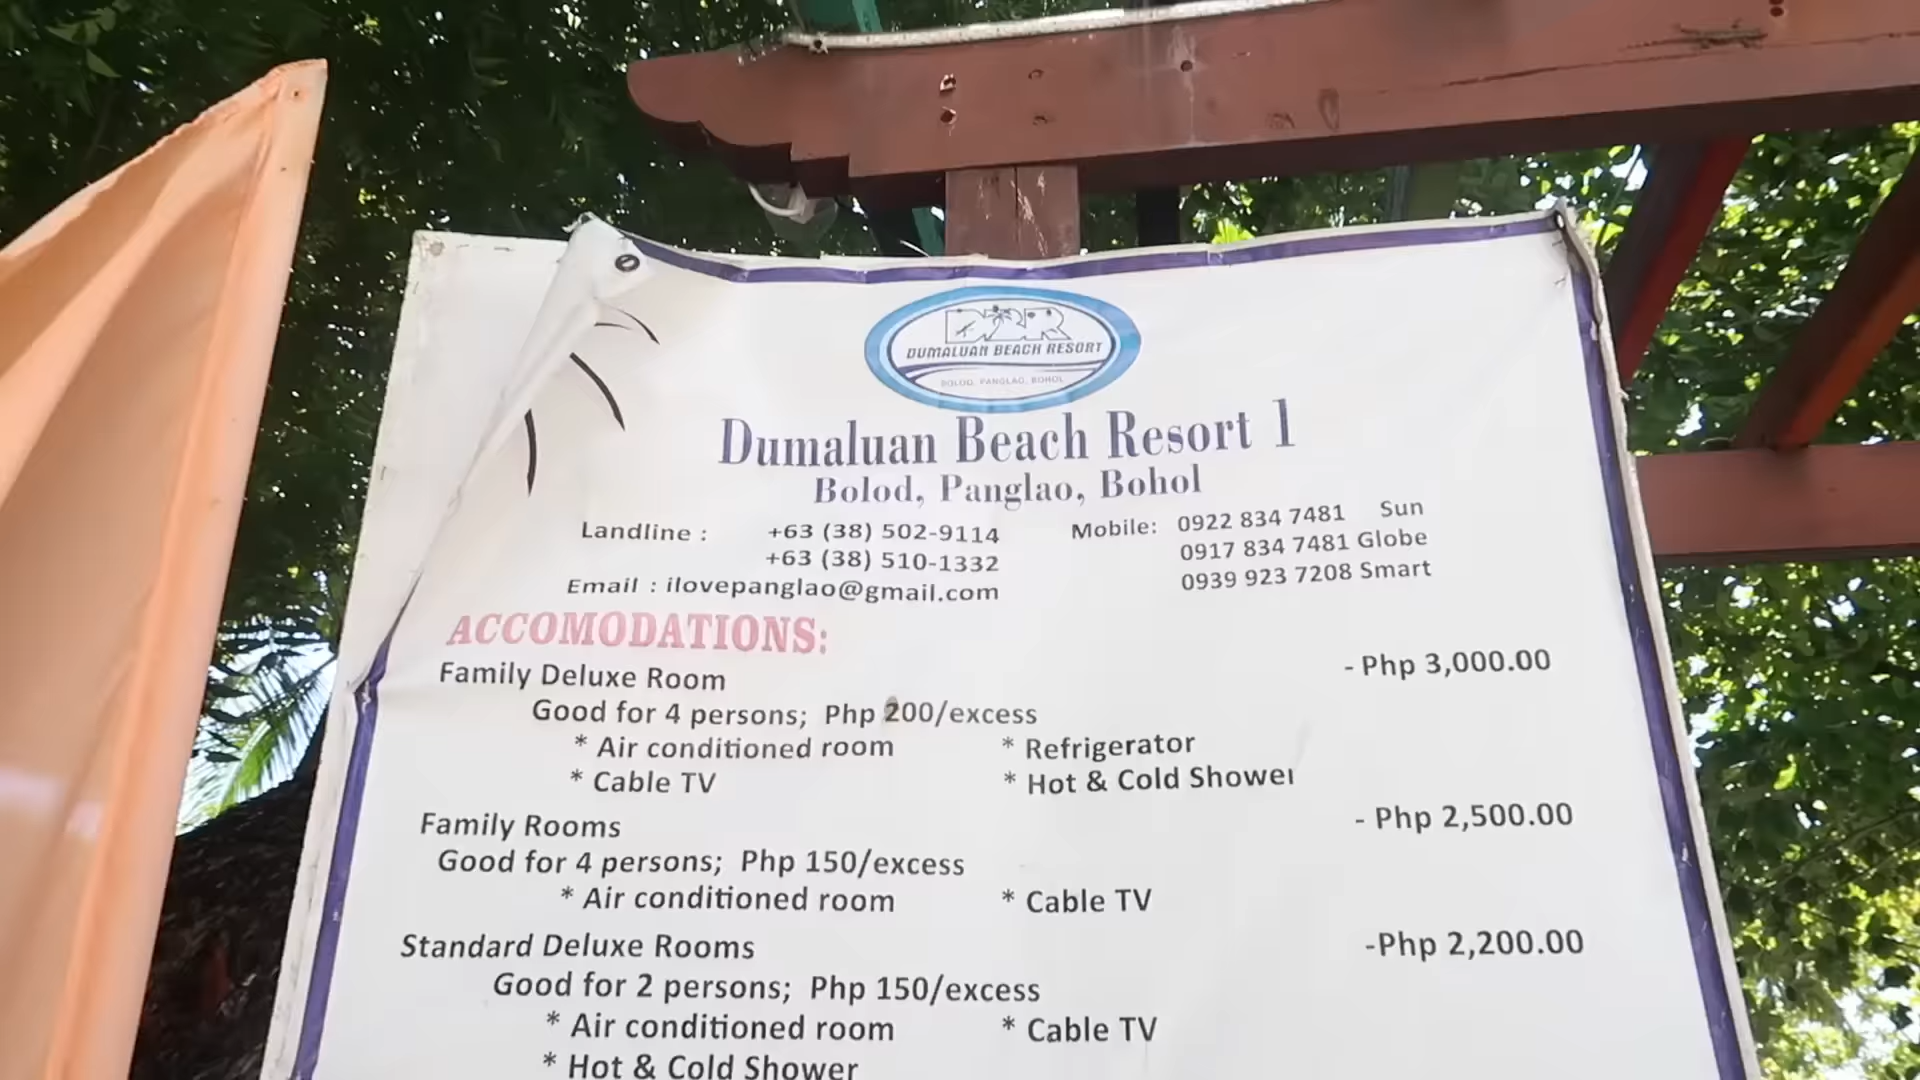 DBR
DUMALUAN BEACH RESORT
BOLOD, PANGLAO, BOHOL
Dumaluan Beach Resort 1
Bolod, Panglao, Bohol
Landline : +63 (38) 502-9114
+63 (38) 510-1332
Email : ilovepanglao@gmail.com
Mobile: 0922 834 7481 Sun
0917 834 7481 Globe
0939 923 7208 Smart
ACCOMODATIONS:
Family Deluxe Room - Php 3,000.00
Good for 4 persons; Php 200/excess
* Air conditioned room * Refrigerator
* Cable TV * Hot & Cold Shower
Family Rooms - Php 2,500.00
Good for 4 persons; Php 150/excess
* Air conditioned room * Cable TV
Standard Deluxe Rooms -Php 2,200.00
Good for 2 persons; Php 150/excess
* Air conditioned room * Cable TV
* Hot & Cold Shower